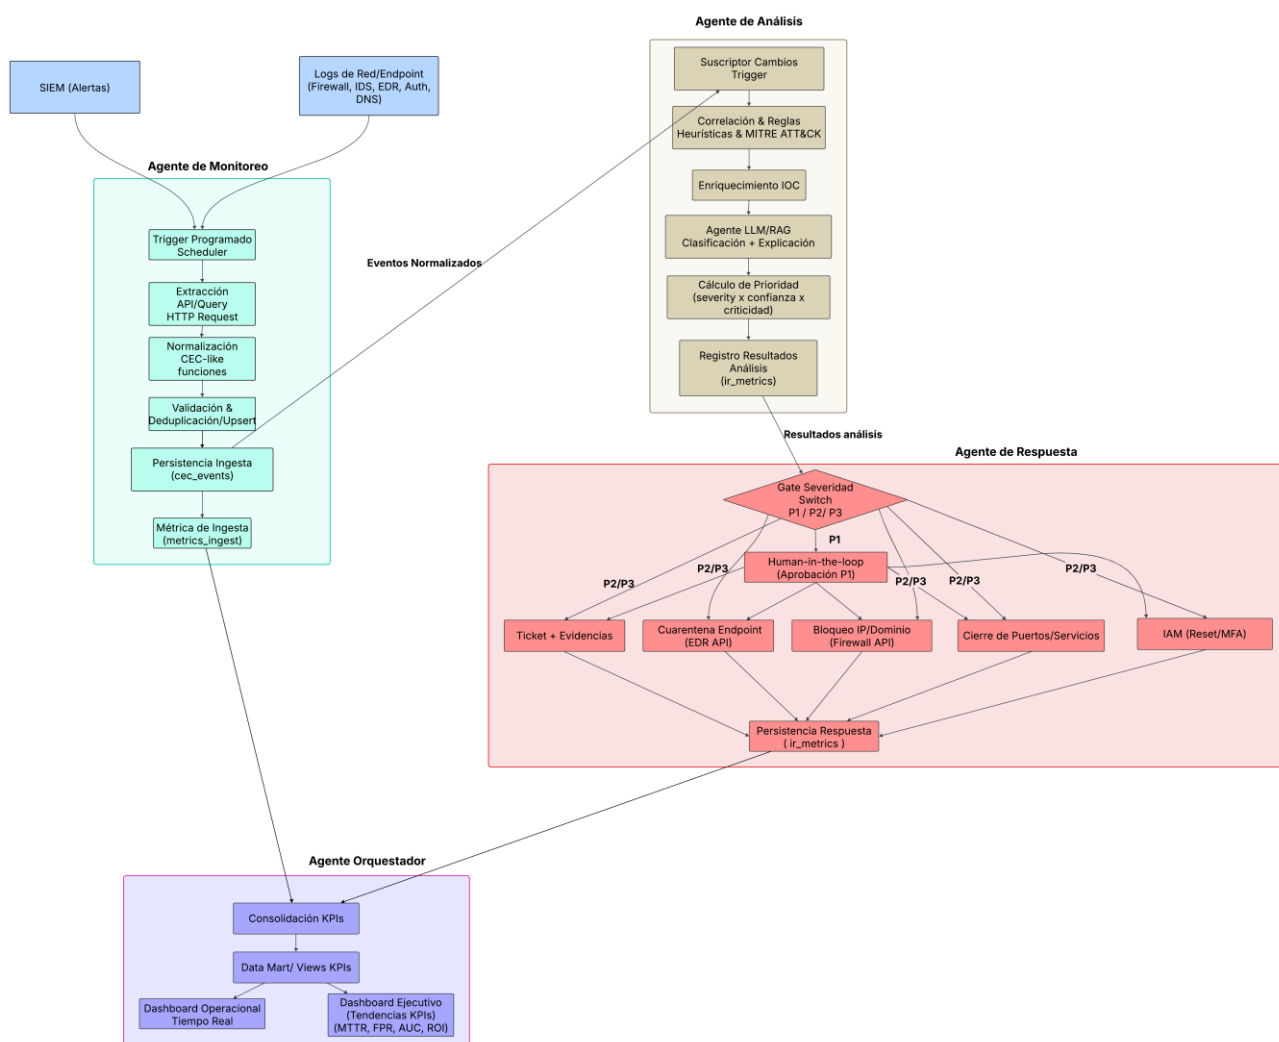 Agente de Análisis
SIEM (Alertas)
Logs de Red/Endpoint
(Firewall, IDS, EDR, Auth,
DNS)
Suscriptor Cambios
Trigger
Correlación & Reglas
Heurísticas & MITRE ATT&CK
Enriquecimiento IOC
Agente LLM/RAG
Clasificación + Explicación
Cálculo de Prioridad
(severity x confianza x
criticidad)
Registro Resultados
Análisis
(ir_metrics)
Agente de Monitoreo
Trigger Programado
Scheduler
Extracción
API/Query
HTTP Request
Normalización
CEC-like
funciones
Validación &
Deduplicación/Upsert
Persistencia Ingesta
(cec_events)
Métrica de Ingesta
(metrics_ingest)
Eventos Normalizados
Resultados análisis
Agente de Respuesta
Gate Severidad
Switch
P1 / P2/ P3
P1
Human-in-the-loop
(Aprobación P1)
P2/P3
P2/P3
P2/P3
P2/P3
P2/P3
Ticket + Evidencias
Cuarentena Endpoint
(EDR API)
Bloqueo IP/Dominio
(Firewall API)
Cierre de Puertos/Servicios
IAM (Reset/MFA)
Persistencia Respuesta
( ir_metrics )
Agente Orquestador
Consolidación KPIs
Data Mart/ Views KPIs
Dashboard Operacional
Tiempo Real
Dashboard Ejecutivo
(Tendencias KPIs)
(MTTR, FPR, AUC, ROI)